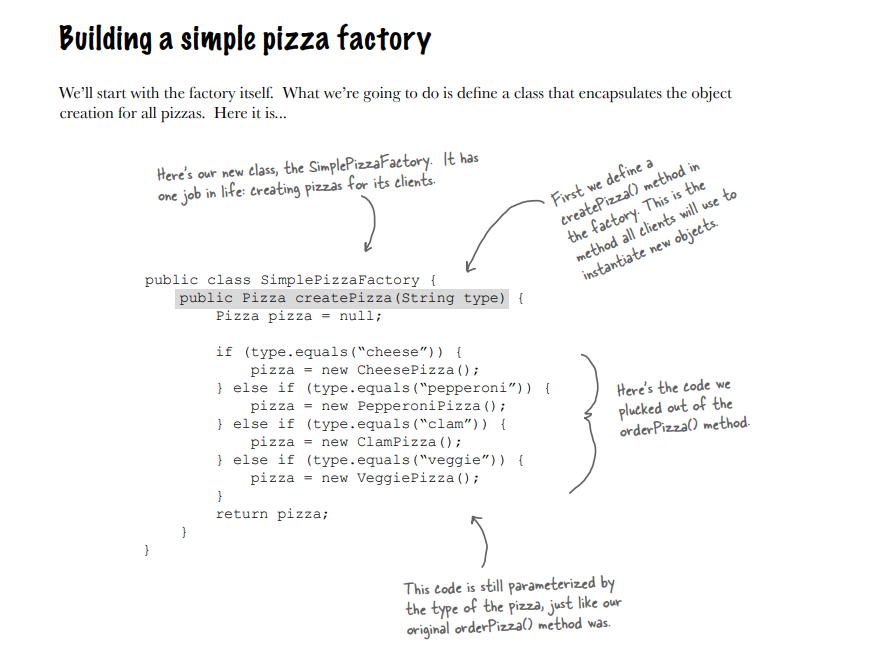 Building a simple pizza factory
We'll start with the factory itself.  What we're going to do is define a class that encapsulates the object
creation for all pizzas.  Here it is...
Here's our new class, the SimplePizzaFactory.  It has
one job in life: creating pizzas for its clients.
First we define a
createPizza() method in
the factory. This is the
method all clients will use to
instantiate new objects.
public class SimplePizzaFactory {
    public Pizza createPizza(String type) {
        Pizza pizza = null;
        if (type.equals(“cheese”)) {
            pizza = new CheesePizza();
        } else if (type.equals(“pepperoni”)) {
            pizza = new PepperoniPizza();
        } else if (type.equals(“clam”)) {
            pizza = new ClamPizza();
        } else if (type.equals(“veggie”)) {
            pizza = new VeggiePizza();
        }
        return pizza;
    }
}
Here's the code we
plucked out of the
orderPizza() method.
This code is still parameterized by
the type of the pizza, just like our
original orderPizza() method was.